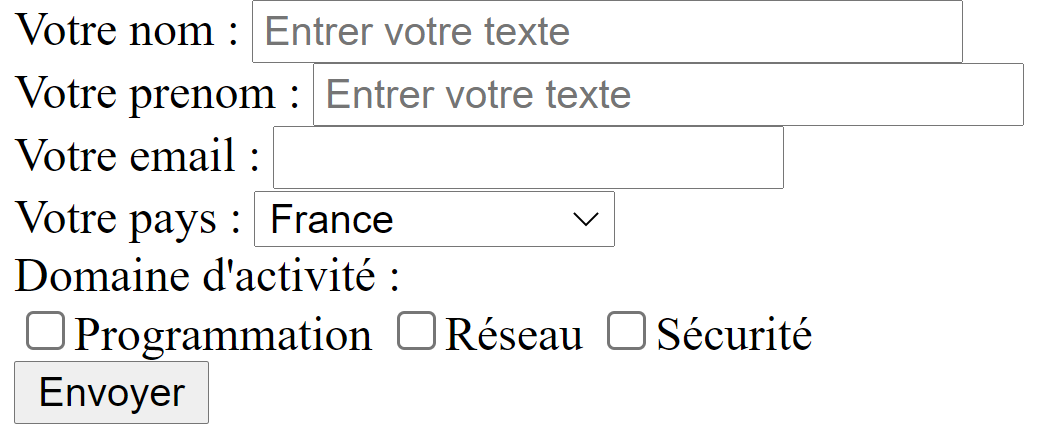 Votre nom : Entrer votre texte
Votre prenom : Entrer votre texte
Votre email :
Votre pays : France
Domaine d'activité :
Programmation Réseau Sécurité
Envoyer